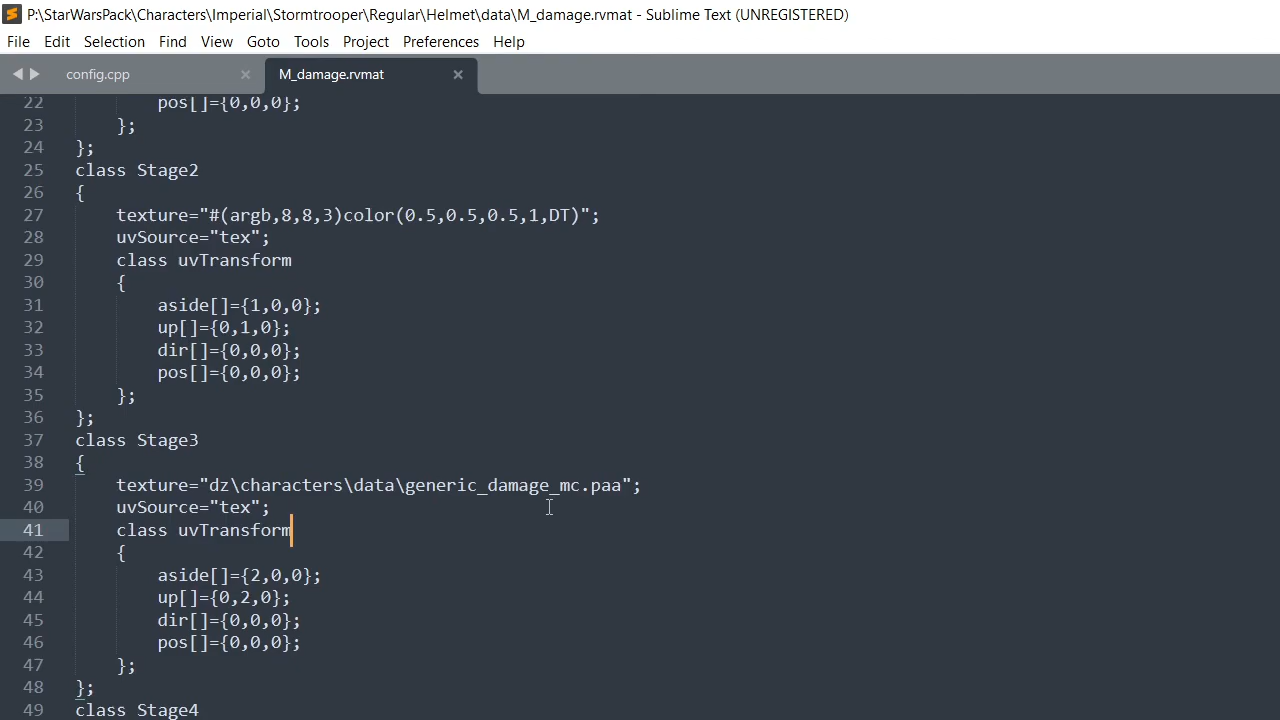 P:\StarWarsPack\Characters\Imperial\Stormtrooper\Regular\Helmet\data\M_damage.rvmat - Sublime Text (UNREGISTERED)
File Edit Selection Find View Goto Tools Project Preferences Help
config.cpp M_damage.rvmat
22 pos[]={0,0,0};
23 };
24 };
25 class Stage2
26 {
27 texture="#(argb,8,8,3)color(0.5,0.5,0.5,1,DT)";
28 uvSource="tex";
29 class uvTransform
30 {
31 aside[]={1,0,0};
32 up[]={0,1,0};
33 dir[]={0,0,0};
34 pos[]={0,0,0};
35 };
36 };
37 class Stage3
38 {
39 texture="dz\characters\data\generic_damage_mc.paa";
40 uvSource="tex";
41 class uvTransform
42 {
43 aside[]={2,0,0};
44 up[]={0,2,0};
45 dir[]={0,0,0};
46 pos[]={0,0,0};
47 };
48 };
49 class Stage4